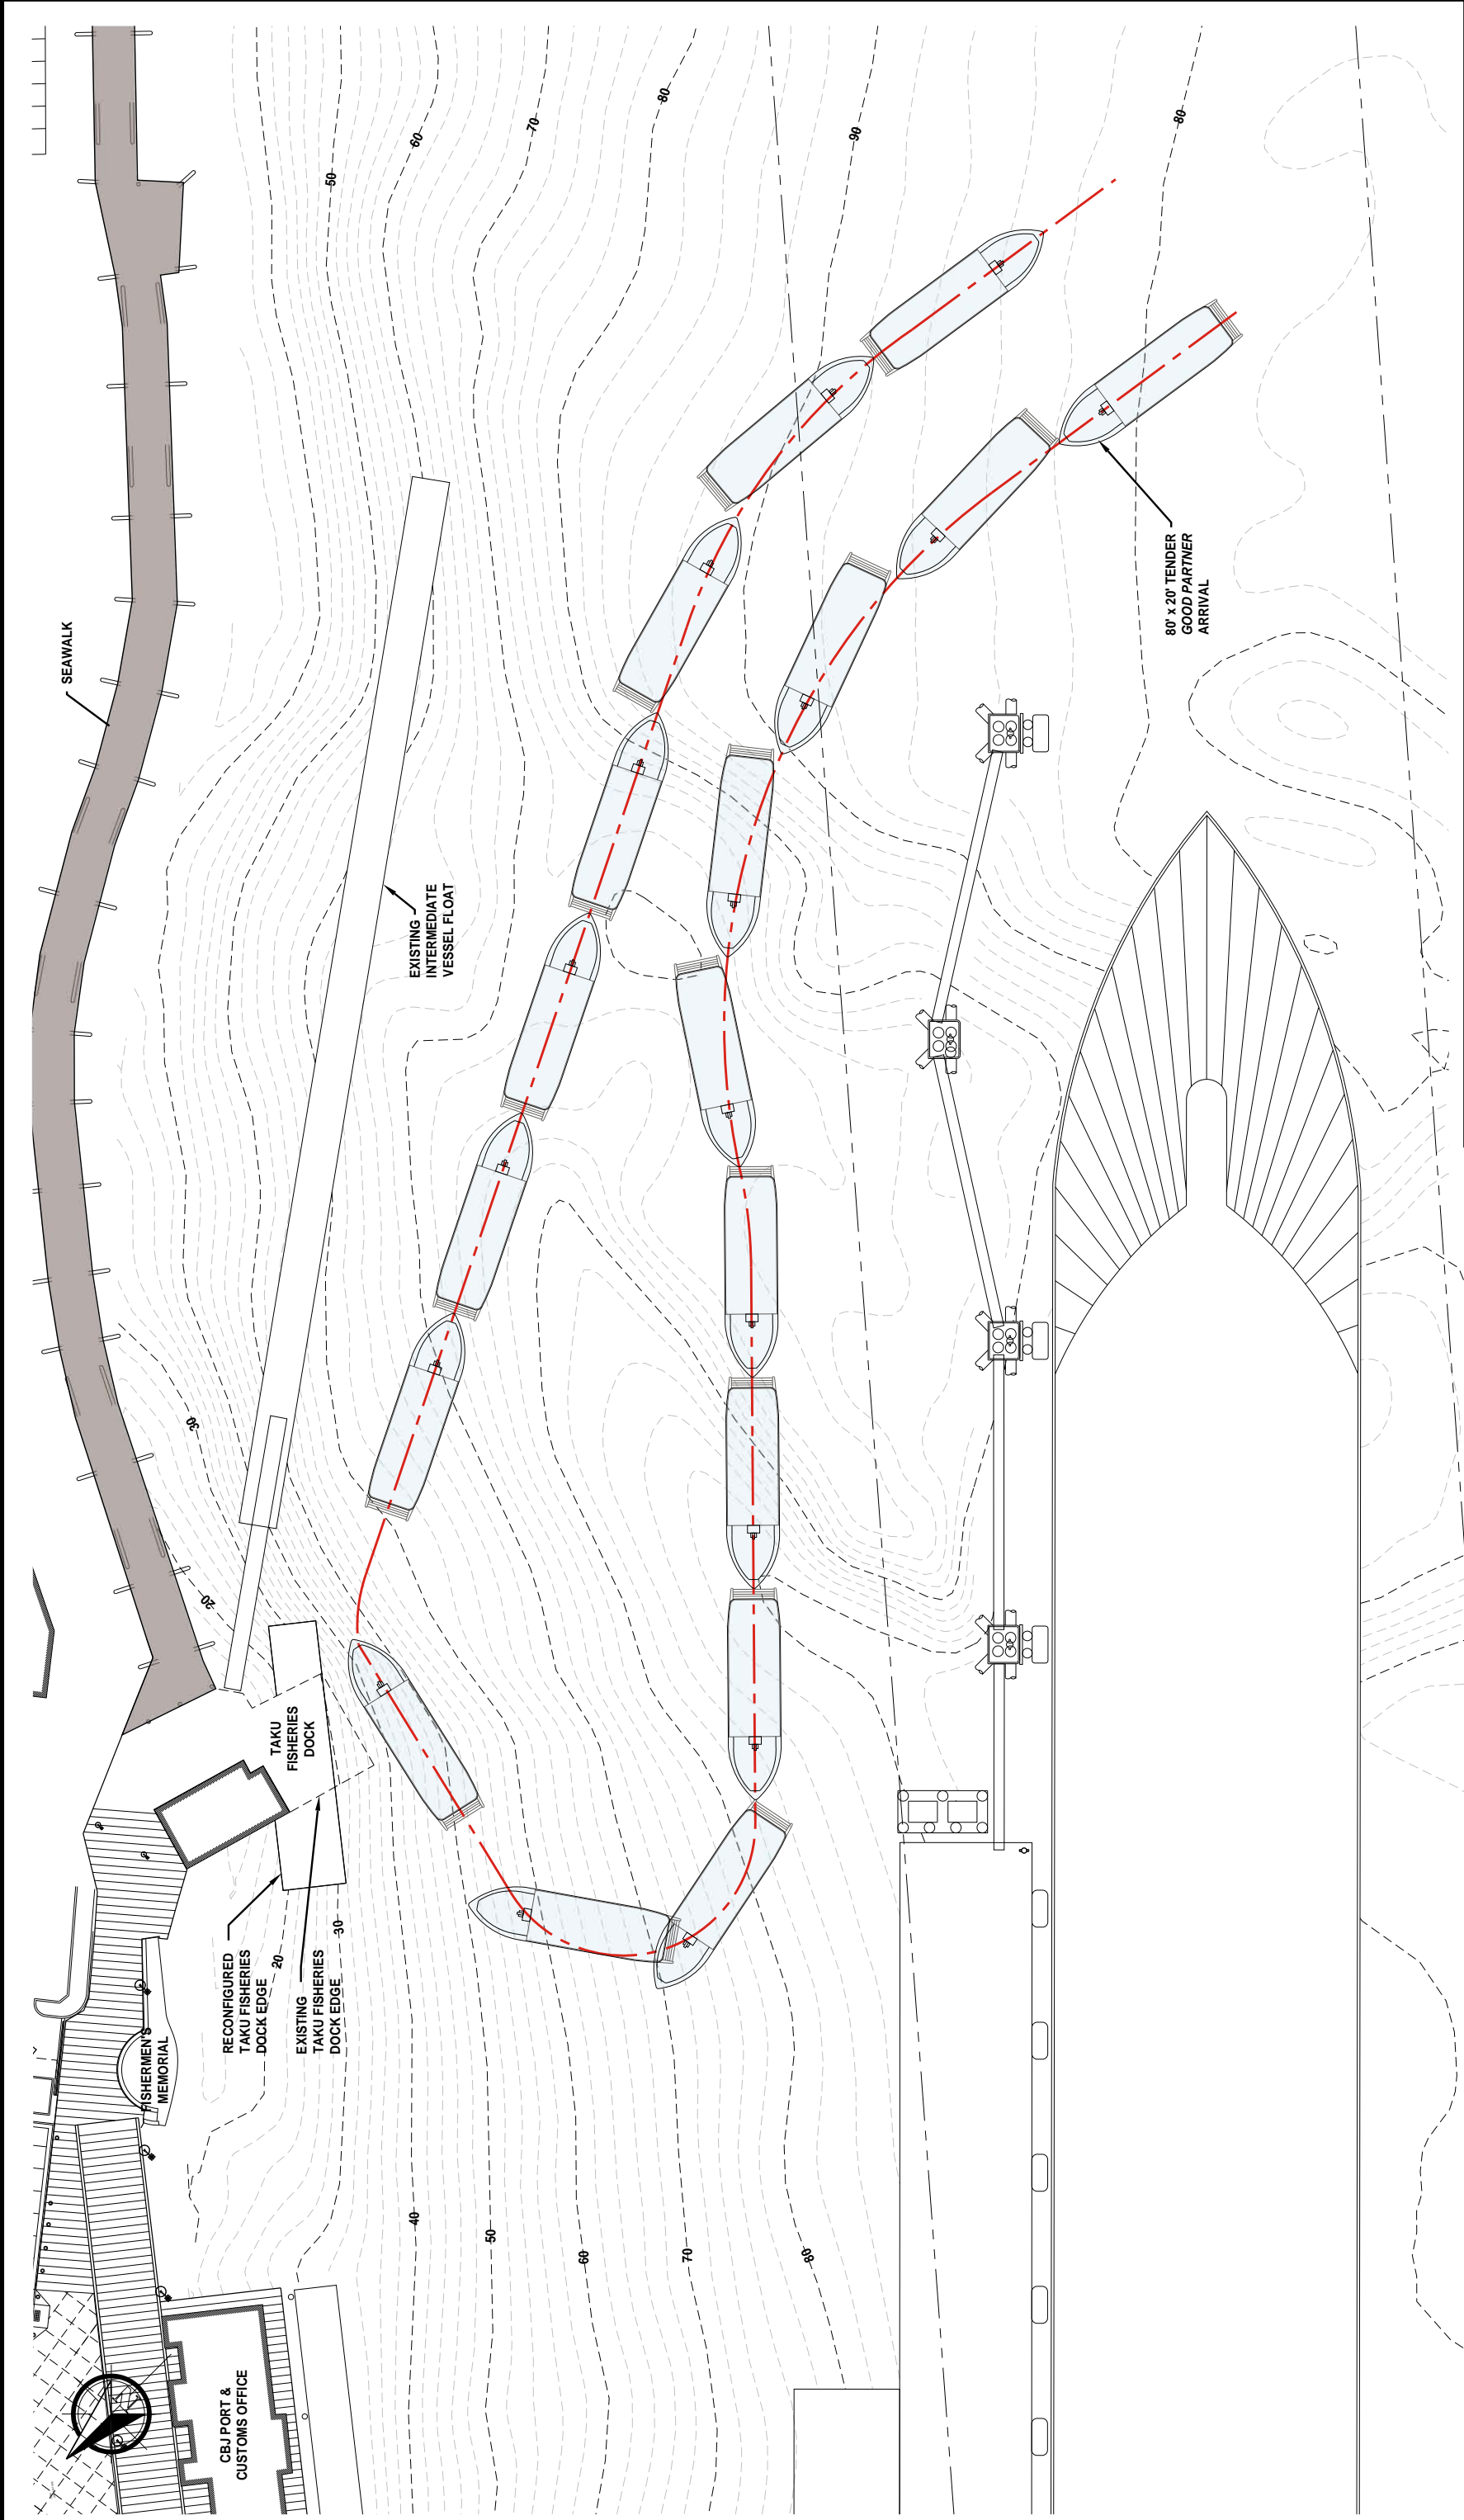 60
70
80
90
80
50
SEAWALK
80' x 20' TENDER
GOOD PARTNER
ARRIVAL
EXISTING
INTERMEDIATE
VESSEL FLOAT
30
20
TAKU
FISHERIES
DOCK
RECONFIGURED
TAKU FISHERIES
DOCK EDGE
EXISTING
TAKU FISHERIES
DOCK EDGE
20
30
FISHERMEN'S
MEMORIAL
40
50
60
70
80
CBJ PORT &
CUSTOMS OFFICE